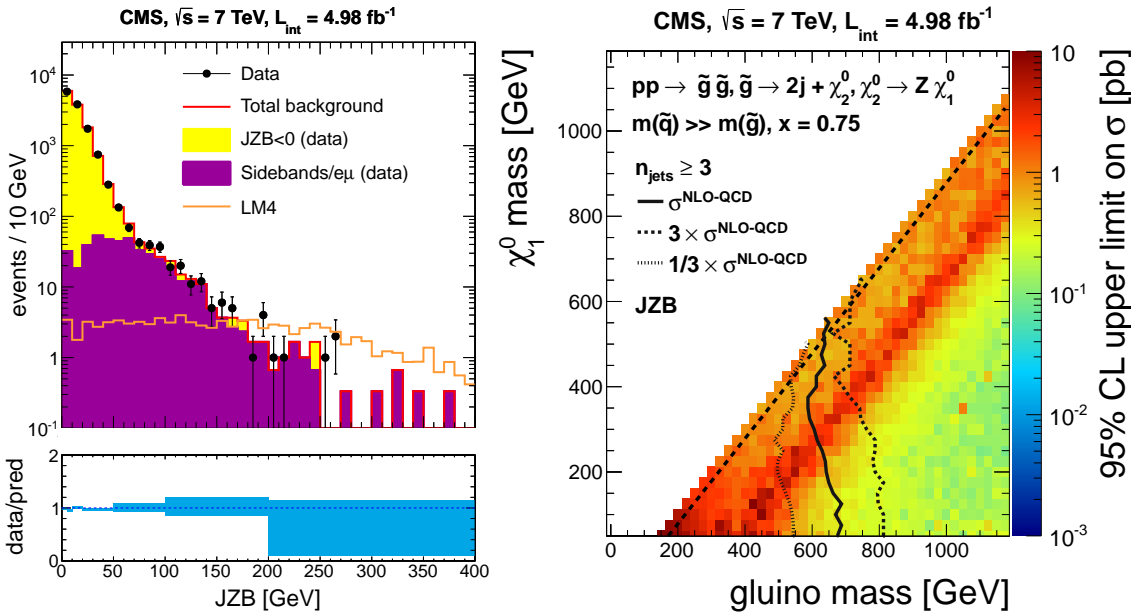 CMS, √s = 7 TeV, L_int = 4.98 fb⁻¹
events / 10 GeV
10⁴
10³
10²
10
1
10⁻¹
Data
Total background
JZB<0 (data)
Sidebands/eμ (data)
LM4
data/pred
2
1
0
0 50 100 150 200 250 300 350 400
JZB [GeV]
CMS, √s = 7 TeV, L_int = 4.98 fb⁻¹
χ₁⁰ mass [GeV]
1000
800
600
400
200
pp → g̃ g̃, g̃ → 2j + χ₂⁰, χ₂⁰ → Z χ₁⁰
m(q̃) >> m(g̃), x = 0.75
n_jets ≥ 3
σ^NLO-QCD
3 × σ^NLO-QCD
1/3 × σ^NLO-QCD
JZB
0 200 400 600 800 1000
gluino mass [GeV]
10
1
10⁻¹
10⁻²
10⁻³
95% CL upper limit on σ [pb]